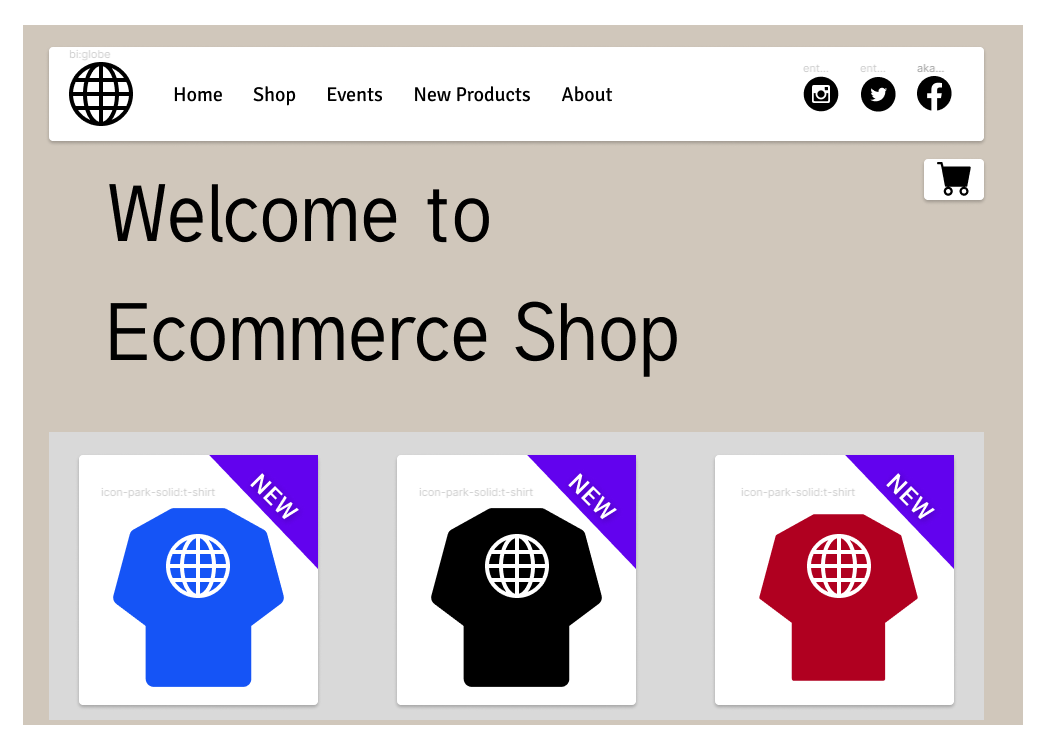 bi:globe
Home Shop Events New Products About
ent... ent... aka...
Welcome to
Ecommerce Shop
NEW NEW NEW
icon-park-solid:t-shirt icon-park-solid:t-shirt icon-park-solid:t-shirt